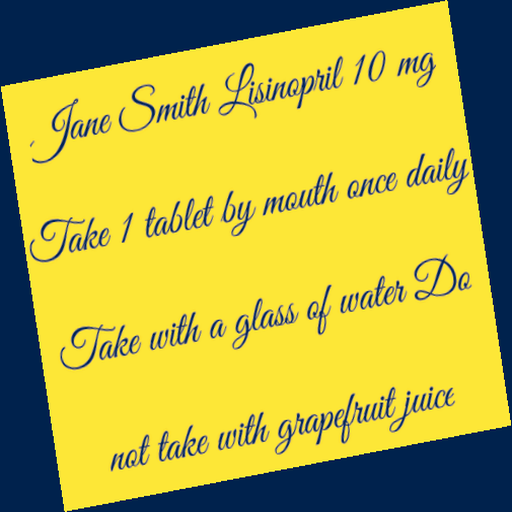 Jane Smith Lisinopril 10 mg
Take 1 tablet by mouth once daily
Take with a glass of water Do
not take with grapefruit juice